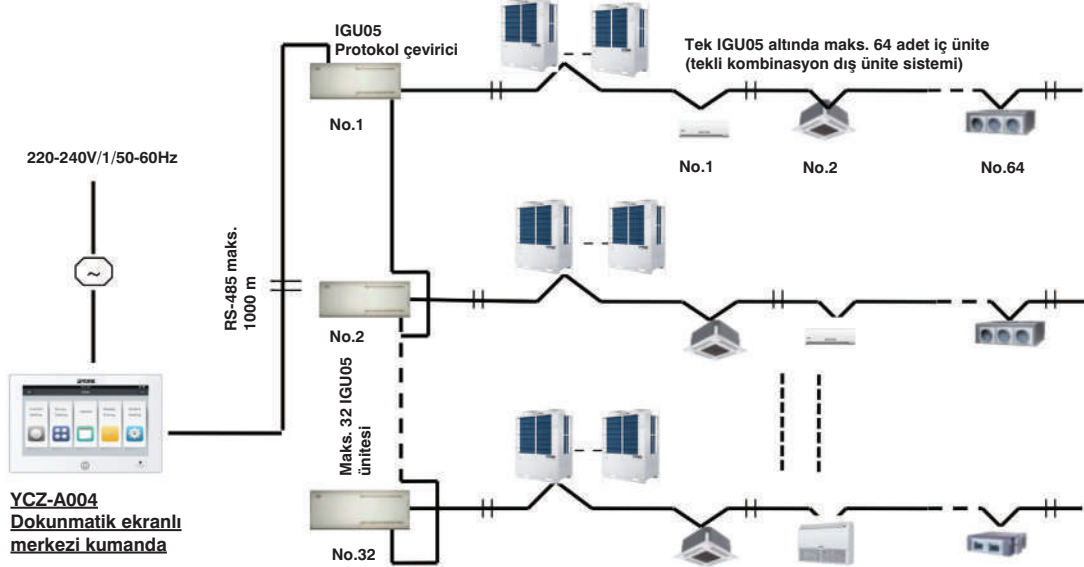 IGU05
Protokol çevirici
No.1
Tek IGU05 altında maks. 64 adet iç ünite
(tekli kombinasyon dış ünite sistemi)
No.1
No.2
No.64
220-240V/1/50-60Hz
~
RS-485 maks.
1000 m
No.2
Maks. 32 IGU05
ünitesi
No.32
YCZ-A004
Dokunmatik ekranlı
merkezi kumanda